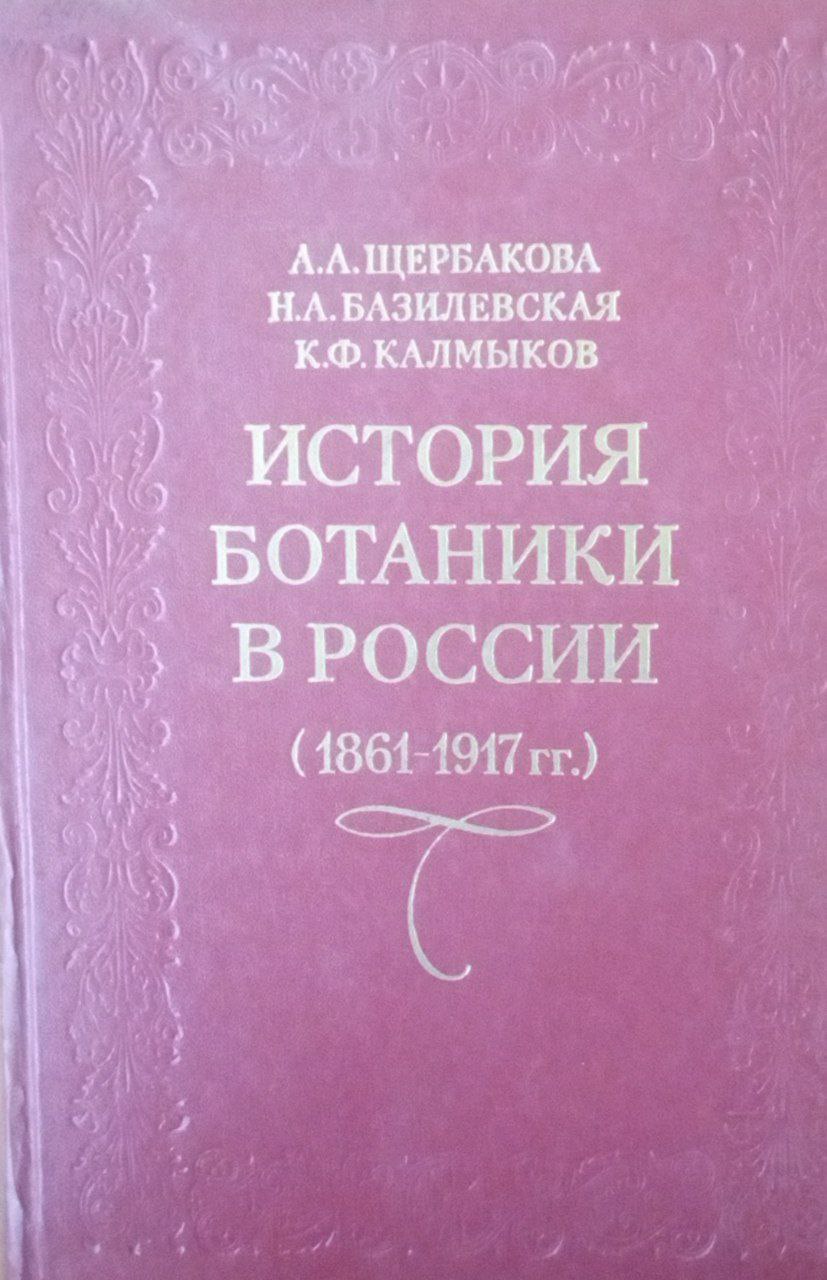 А.А.ЩЕРБАКОВА
Н.А.БАЗИЛЕВСКАЯ
К.Ф.КАЛМЫКОВ
ИСТОРИЯ
БОТАНИКИ
В РОССИИ
(1861-1917 гг.)